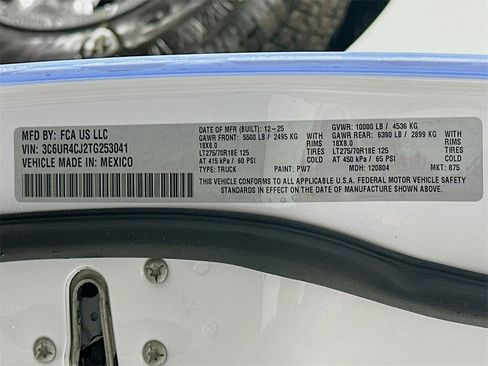 MFD BY: FCA US LLC
VIN: 3C6UR4CJ2TG253041
VEHICLE MADE IN: MEXICO
DATE OF MFR (BUILT): 12-25
GAWR FRONT: 5500 LB / 2495 KG
18X8.0 WITH RIMS
LT275/70R18E 125 TIRES
AT 415 kPa / 60 PSI COLD
TYPE: TRUCK PAINT: PW7
GVWR: 10000 LB / 4536 KG
GAWR REAR: 6390 LB / 2899 KG
18X8.0 WITH RIMS
LT275/70R18E 125 TIRES
AT 450 kPa / 65 PSI COLD
MDH: 120804 MKT: 875
THIS VEHICLE CONFORMS TO ALL APPLICABLE U.S.A. FEDERAL MOTOR VEHICLE SAFETY
STANDARDS IN EFFECT ON THE DATE OF MANUFACTURE SHOWN ABOVE.